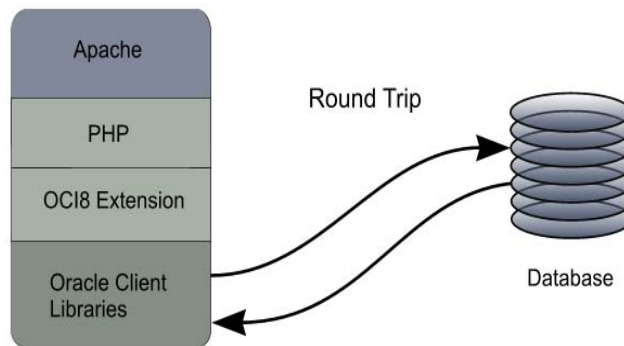 Apache
PHP
OCI8 Extension
Oracle Client
Libraries
Round Trip
Database